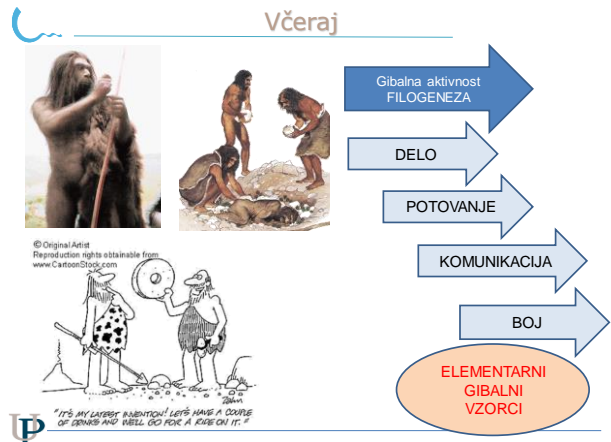 Včeraj
Gibalna aktivnost
FILOGENEZA
DELO
POTOVANJE
KOMUNIKACIJA
BOJ
ELEMENTARNI
GIBALNI
VZORCI
© Original Artist
Reproduction rights obtainable from
www.CartoonStock.com
"IT'S MY LATEST INVENTION! LET'S HAVE A COUPLE
OF DRINKS AND WE'LL GO FOR A RIDE ON IT."
UP